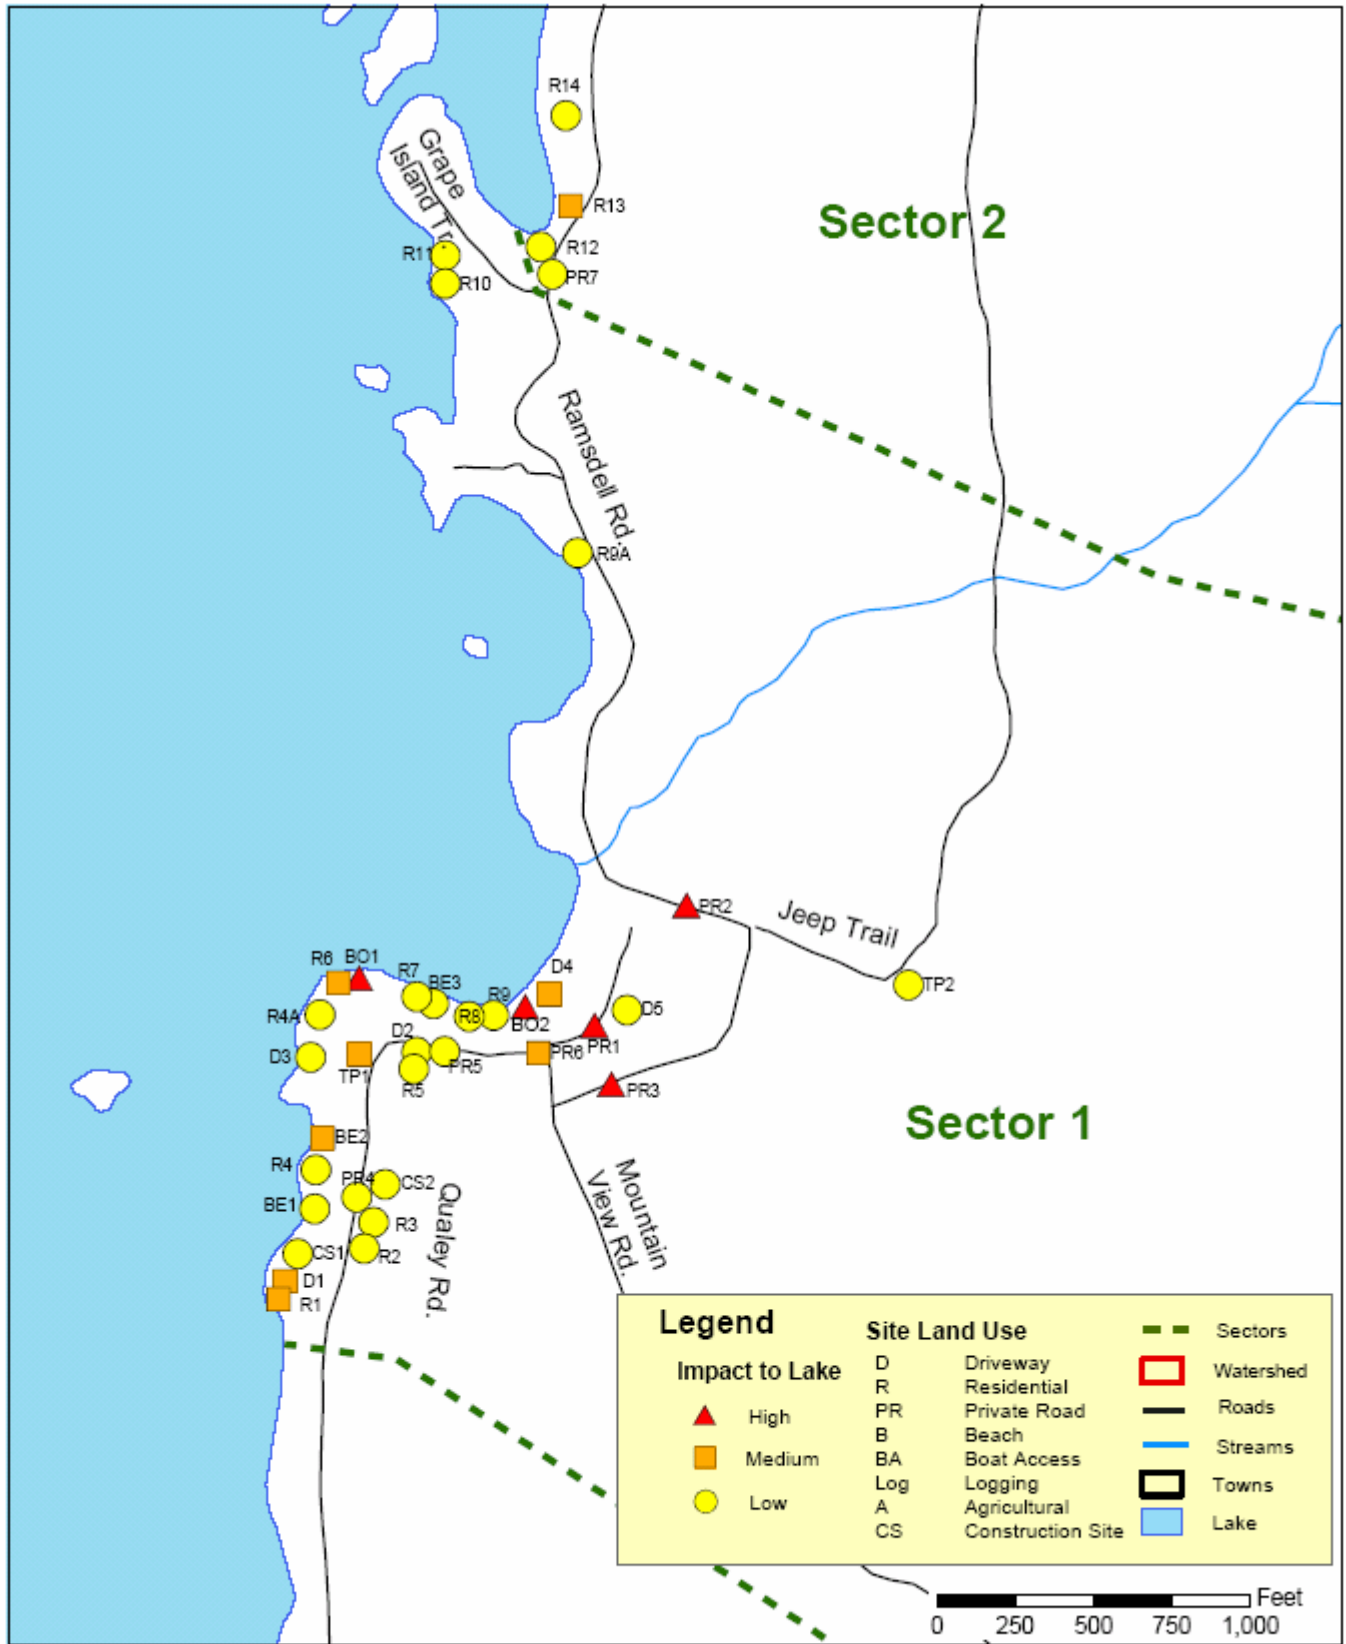 R14
Grape
Island Tr.
R13
Sector 2
R12
R11
PR7
R10
Ramsdell Rd.
R9A
PR2
Jeep Trail
R6
BO1
R7
D4
BE3
TP2
R9
R4A
R8
D5
BO2
D2
PR1
D3
PR6
TP1
PR5
R5
PR3
Sector 1
BE2
R4
Mountain
View Rd.
PR4
CS2
Qualey Rd.
BE1
R3
CS1
R2
D1
R1
Legend
Impact to Lake
High
Medium
Low
Site Land Use
D Driveway
R Residential
PR Private Road
B Beach
BA Boat Access
Log Logging
A Agricultural
CS Construction Site
Sectors
Watershed
Roads
Streams
Towns
Lake
Feet
0 250 500 750 1,000